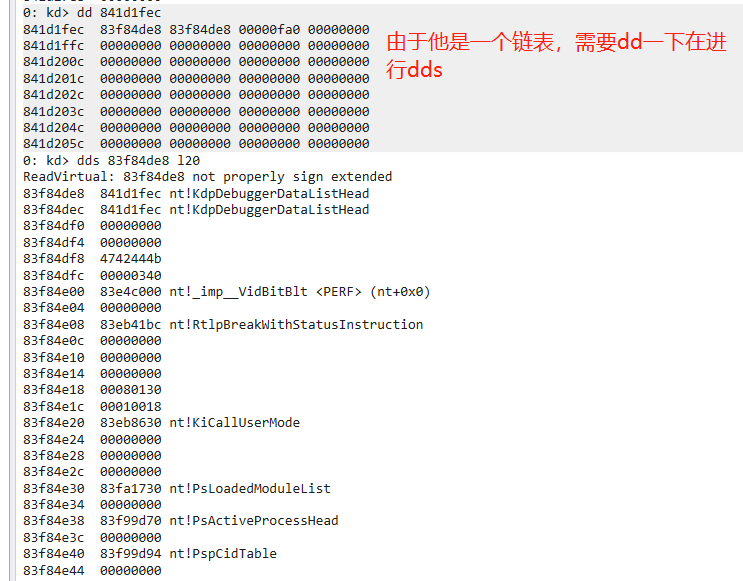 0: kd> dd 841d1fec
841d1fec  83f84de8 83f84de8 00000fa0 00000000
841d1ffc  00000000 00000000 00000000 00000000
841d200c  00000000 00000000 00000000 00000000
841d201c  00000000 00000000 00000000 00000000
841d202c  00000000 00000000 00000000 00000000
841d203c  00000000 00000000 00000000 00000000
841d204c  00000000 00000000 00000000 00000000
841d205c  00000000 00000000 00000000 00000000
由于他是一个链表，需要dd一下在进
行dds
0: kd> dds 83f84de8 l20
ReadVirtual: 83f84de8 not properly sign extended
83f84de8  841d1fec nt!KdpDebuggerDataListHead
83f84dec  841d1fec nt!KdpDebuggerDataListHead
83f84df0  00000000
83f84df4  00000000
83f84df8  4742444b
83f84dfc  00000340
83f84e00  83e4c000 nt!_imp__VidBitBlt <PERF> (nt+0x0)
83f84e04  00000000
83f84e08  83eb41bc nt!RtlpBreakWithStatusInstruction
83f84e0c  00000000
83f84e10  00000000
83f84e14  00000000
83f84e18  00080130
83f84e1c  00010018
83f84e20  83eb8630 nt!KiCallUserMode
83f84e24  00000000
83f84e28  00000000
83f84e2c  00000000
83f84e30  83fa1730 nt!PsLoadedModuleList
83f84e34  00000000
83f84e38  83f99d70 nt!PsActiveProcessHead
83f84e3c  00000000
83f84e40  83f99d94 nt!PspCidTable
83f84e44  00000000